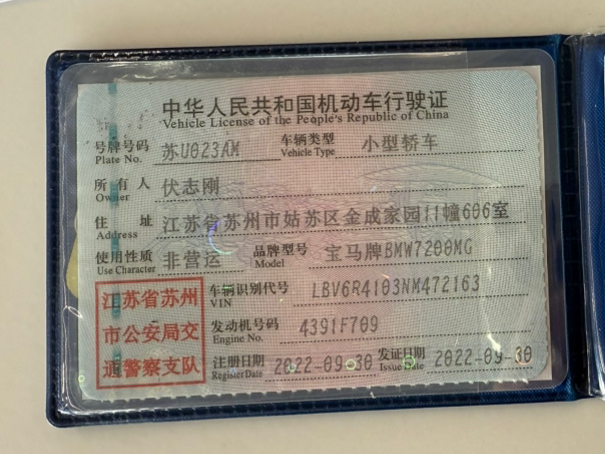 中华人民共和国机动车行驶证
Vehicle License of the People's Republic of China
号牌号码 苏U023AM 车辆类型 小型轿车
Plate No. Vehicle Type
所有人 伏志刚
Owner
住址 江苏省苏州市姑苏区金成家园11幢606室
Address
使用性质 非营运 品牌型号 宝马牌BMW7200MG
Use Character Model
江苏省苏州
市公安局交
通警察支队
车辆识别代号 LBV6R4103NM472163
VIN
发动机号码 4391F709
Engine No.
注册日期 2022-09-30 发证日期 2022-09-30
Register Date Issue Date